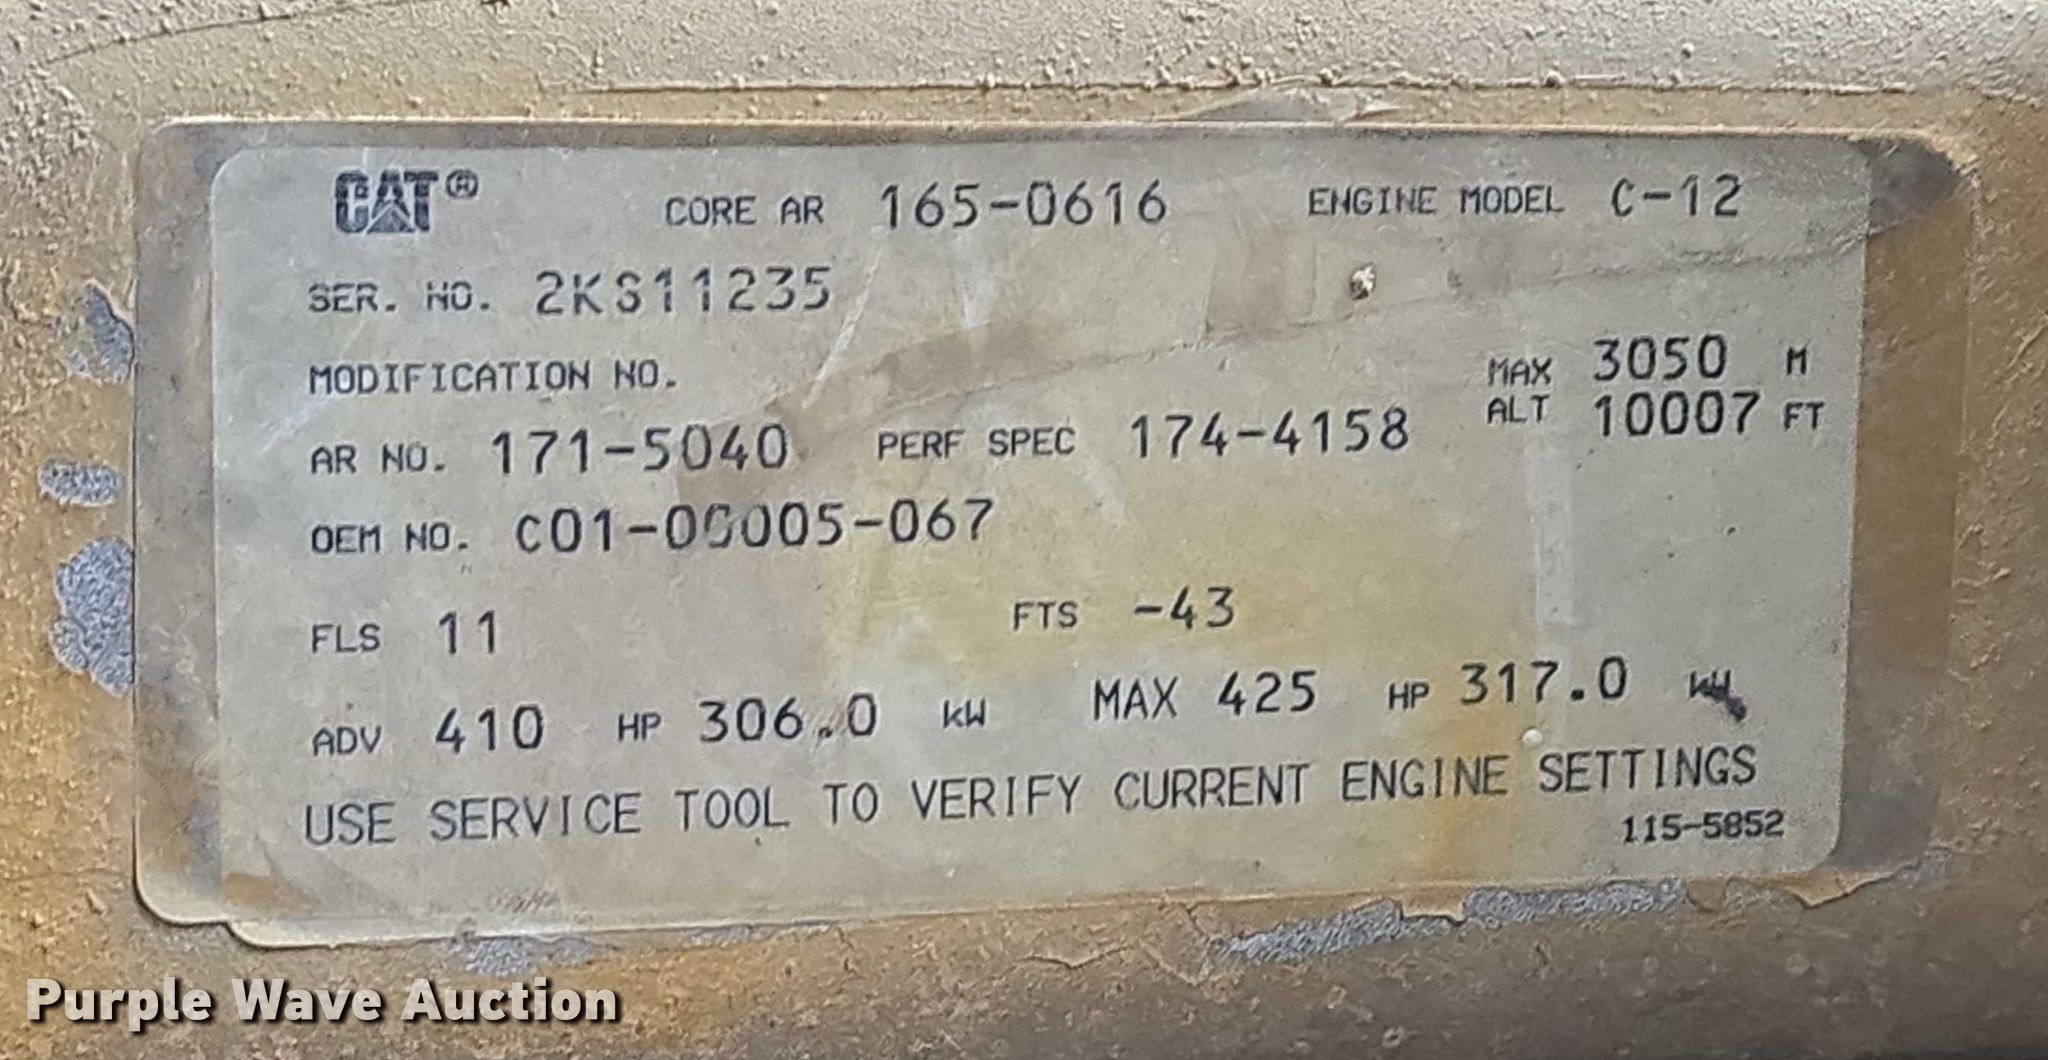 CAT® CORE AR 165-0616 ENGINE MODEL C-12
SER. NO. 2KS11235
MODIFICATION NO.
MAX ALT 3050 M
10007 FT
AR NO. 171-5040 PERF SPEC 174-4158
OEM NO. C01-00005-067
FLS 11 FTS -43
ADV 410 HP 306.0 kW MAX 425 HP 317.0 kW
USE SERVICE TOOL TO VERIFY CURRENT ENGINE SETTINGS
115-5852
Purple Wave Auction